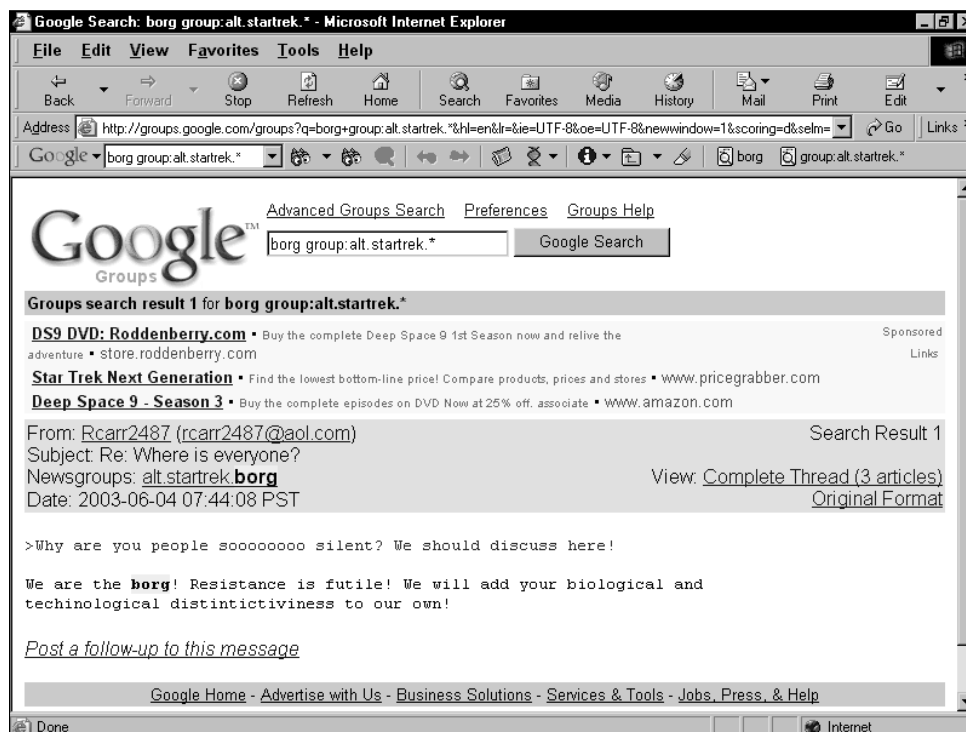 Google Search: borg group:alt.startrek.* - Microsoft Internet Explorer
File Edit View Favorites Tools Help
Back Forward Stop Refresh Home Search Favorites Media History Mail Print Edit
Address http://groups.google.com/groups?q=borg+group:alt.startrek.*&hl=en&lr=&ie=UTF-8&oe=UTF-8&newwindow=1&scoring=d&selm= Go Links
Google borg group:alt.startrek.* borg group:alt.startrek.*
Google™ Groups
Advanced Groups Search Preferences Groups Help
borg group:alt.startrek.* Google Search
Groups search result 1 for borg group:alt.startrek.*
DS9 DVD: Roddenberry.com • Buy the complete Deep Space 9 1st Season now and relive the Sponsored
adventure • store.roddenberry.com Links
Star Trek Next Generation • Find the lowest bottom-line price! Compare products, prices and stores • www.pricegrabber.com
Deep Space 9 - Season 3 • Buy the complete episodes on DVD Now at 25% off. associate • www.amazon.com
From: Rcarr2487 (rcarr2487@aol.com) Search Result 1
Subject: Re: Where is everyone?
Newsgroups: alt.startrek.borg View: Complete Thread (3 articles)
Date: 2003-06-04 07:44:08 PST Original Format
>Why are you people soooooooo silent? We should discuss here!
We are the borg! Resistance is futile! We will add your biological and
techinological distintictiviness to our own!
Post a follow-up to this message
Google Home - Advertise with Us - Business Solutions - Services & Tools - Jobs, Press, & Help
Done Internet